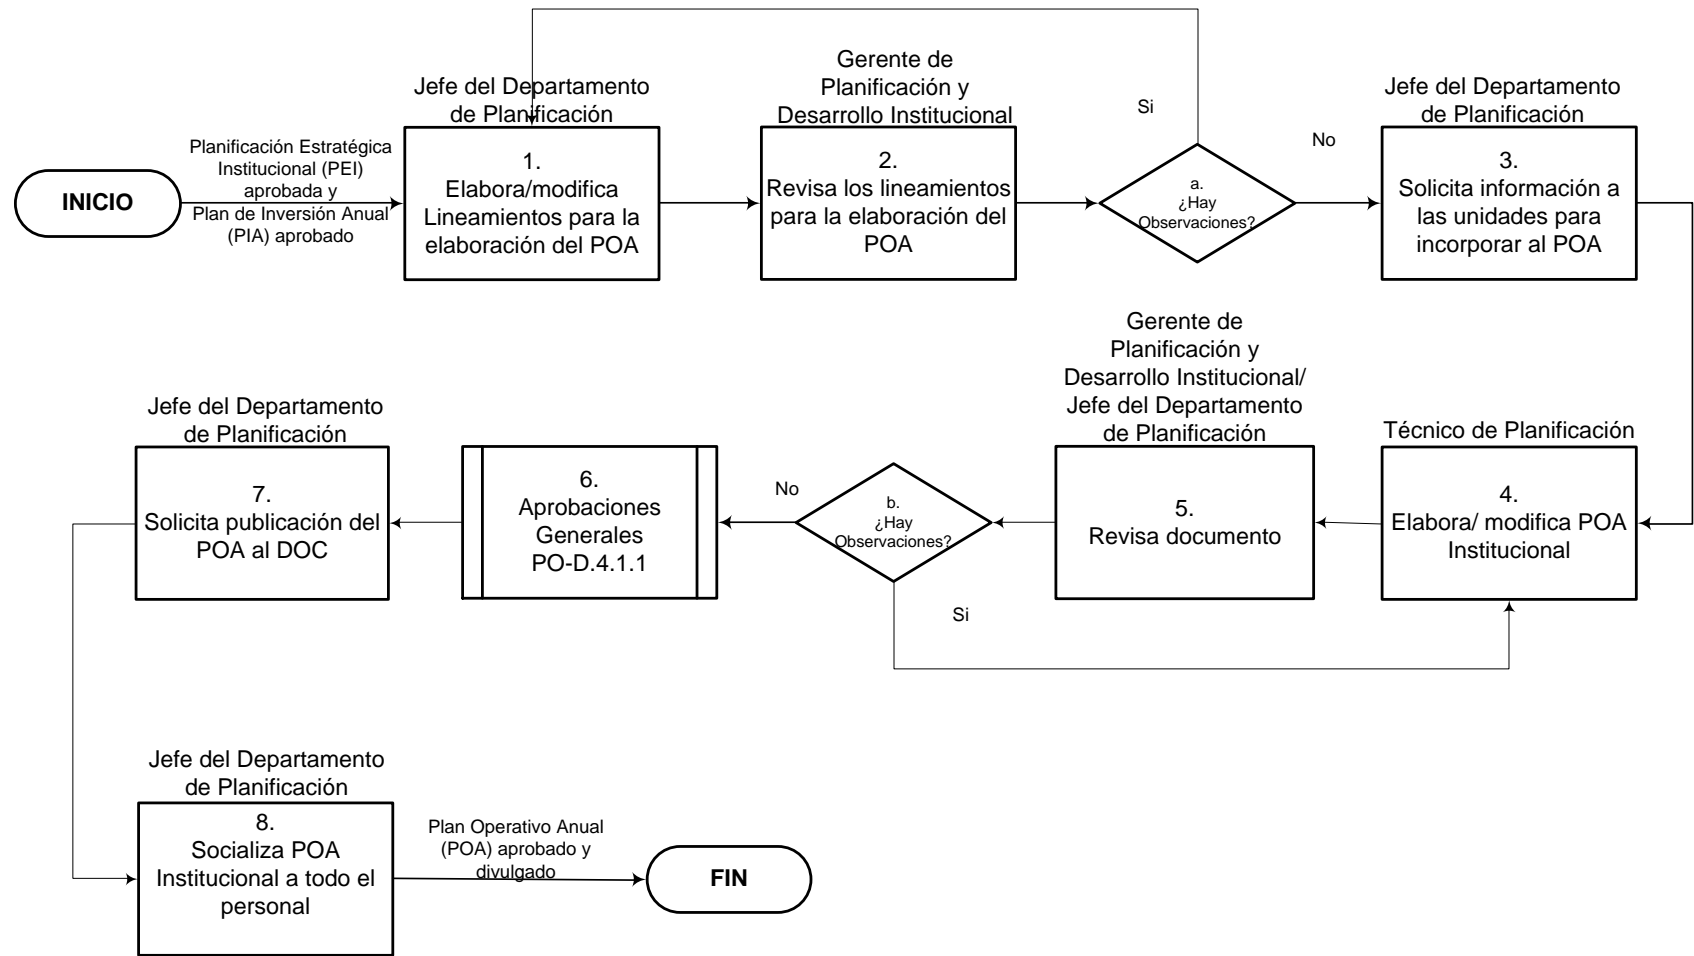 INICIO
Planificación Estratégica
Institucional (PEI)
aprobada y
Plan de Inversión Anual
(PIA) aprobado
Jefe del Departamento
de Planificación
1.
Elabora/modifica
Lineamientos para la
elaboración del POA
Gerente de
Planificación y
Desarrollo Institucional
2.
Revisa los lineamientos
para la elaboración del
POA
a.
¿Hay
Observaciones?
Si
No
Jefe del Departamento
de Planificación
3.
Solicita información a
las unidades para
incorporar al POA
Técnico de Planificación
4.
Elabora/ modifica POA
Institucional
Gerente de
Planificación y
Desarrollo Institucional/
Jefe del Departamento
de Planificación
5.
Revisa documento
b.
¿Hay
Observaciones?
Si
No
6.
Aprobaciones
Generales
PO-D.4.1.1
Jefe del Departamento
de Planificación
7.
Solicita publicación del
POA al DOC
Jefe del Departamento
de Planificación
8.
Socializa POA
Institucional a todo el
personal
Plan Operativo Anual
(POA) aprobado y
divulgado
FIN